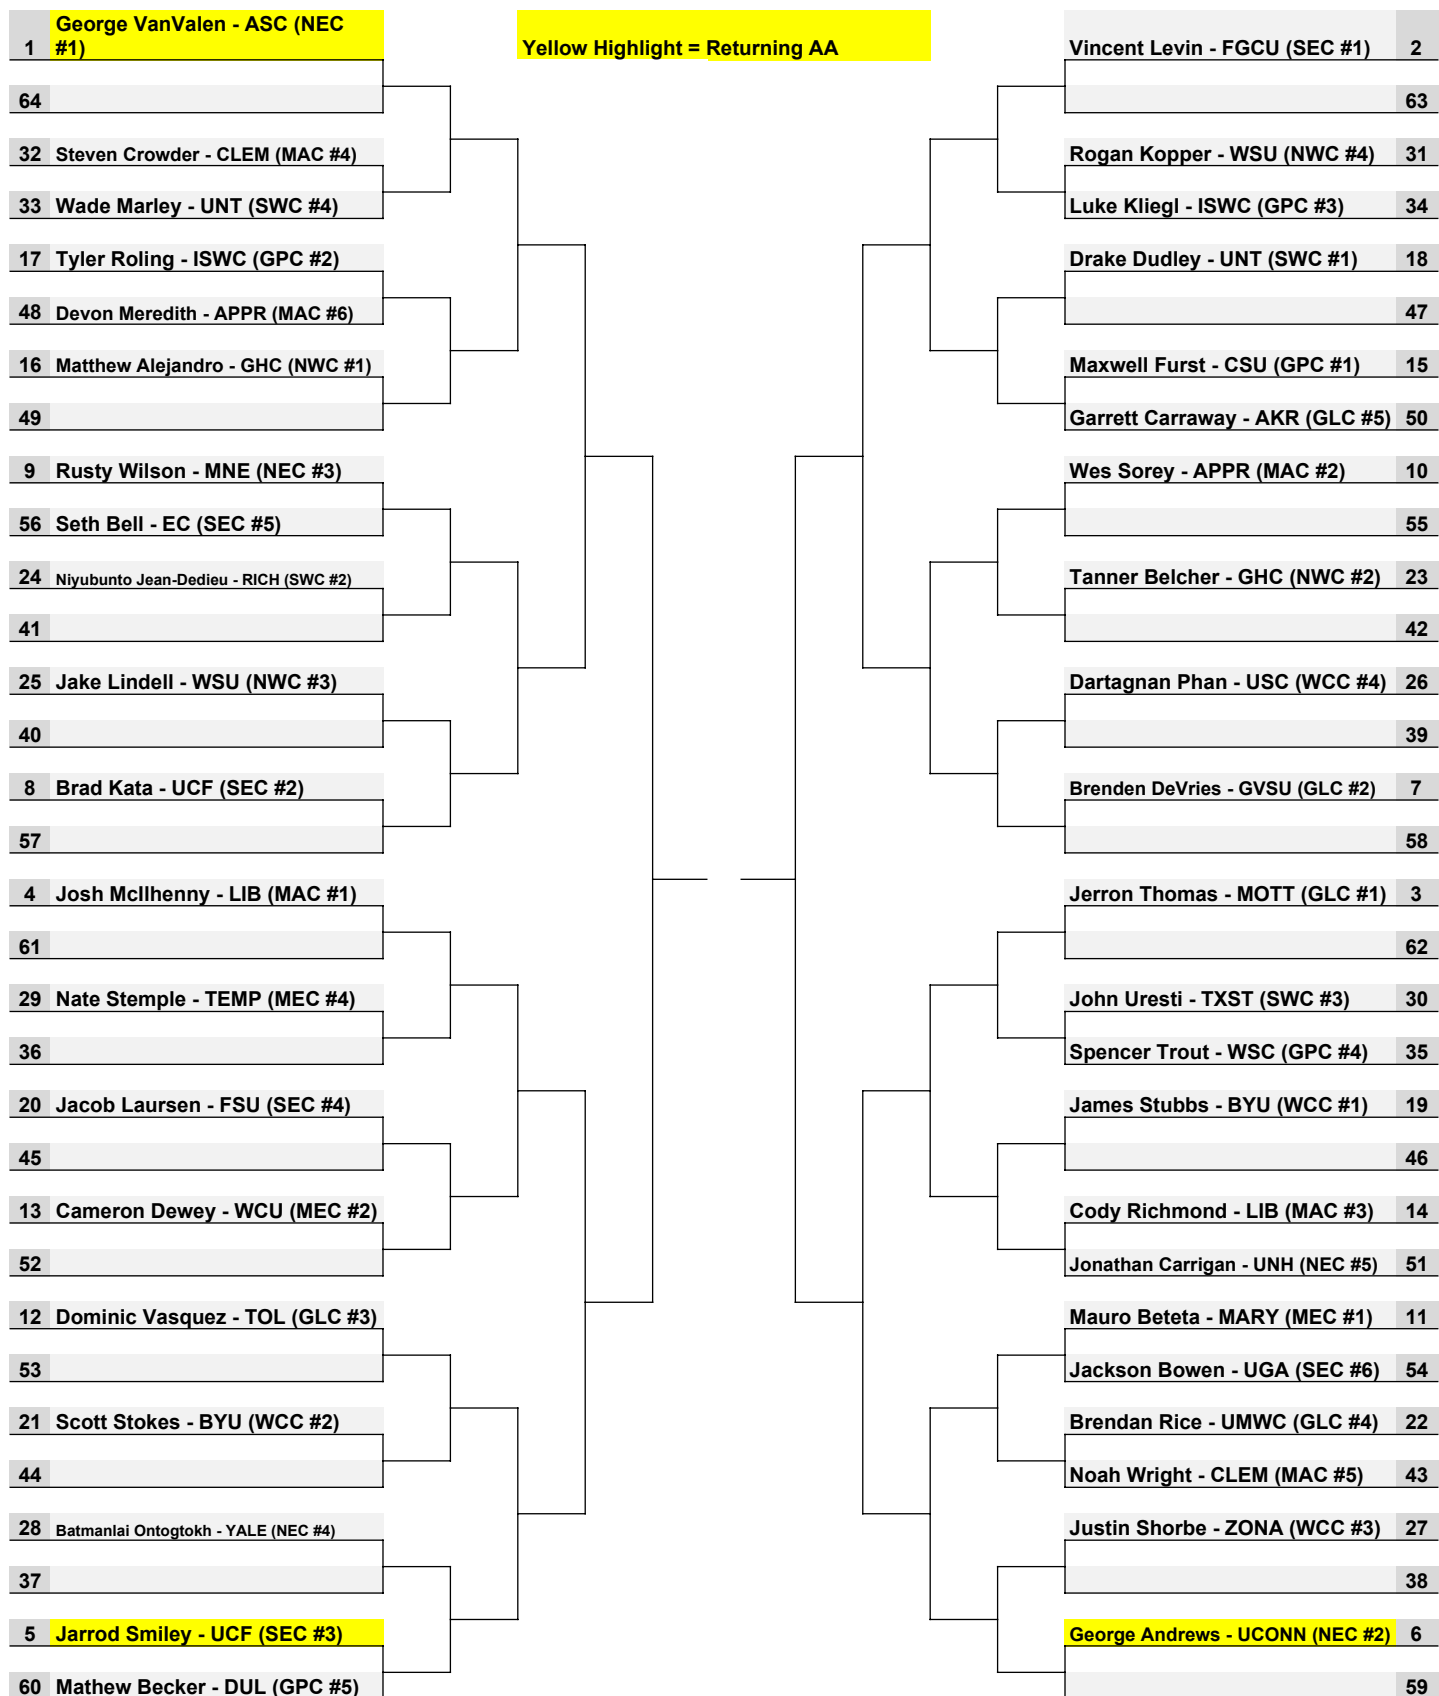 George VanValen - ASC (NEC
1 #1)
64
32 Steven Crowder - CLEM (MAC #4)
33 Wade Marley - UNT (SWC #4)
17 Tyler Roling - ISWC (GPC #2)
48 Devon Meredith - APPR (MAC #6)
16 Matthew Alejandro - GHC (NWC #1)
49
9 Rusty Wilson - MNE (NEC #3)
56 Seth Bell - EC (SEC #5)
24 Niyubunto Jean-Dedieu - RICH (SWC #2)
41
25 Jake Lindell - WSU (NWC #3)
40
8 Brad Kata - UCF (SEC #2)
57
4 Josh McIlhenny - LIB (MAC #1)
61
29 Nate Stemple - TEMP (MEC #4)
36
20 Jacob Laursen - FSU (SEC #4)
45
13 Cameron Dewey - WCU (MEC #2)
52
12 Dominic Vasquez - TOL (GLC #3)
53
21 Scott Stokes - BYU (WCC #2)
44
28 Batmanlai Ontogtokh - YALE (NEC #4)
37
5 Jarrod Smiley - UCF (SEC #3)
60 Mathew Becker - DUL (GPC #5)
Yellow Highlight = Returning AA
Vincent Levin - FGCU (SEC #1) 2
63
Rogan Kopper - WSU (NWC #4) 31
Luke Kliegl - ISWC (GPC #3) 34
Drake Dudley - UNT (SWC #1) 18
47
Maxwell Furst - CSU (GPC #1) 15
Garrett Carraway - AKR (GLC #5) 50
Wes Sorey - APPR (MAC #2) 10
55
Tanner Belcher - GHC (NWC #2) 23
42
Dartagnan Phan - USC (WCC #4) 26
39
Brenden DeVries - GVSU (GLC #2) 7
58
Jerron Thomas - MOTT (GLC #1) 3
62
John Uresti - TXST (SWC #3) 30
Spencer Trout - WSC (GPC #4) 35
James Stubbs - BYU (WCC #1) 19
46
Cody Richmond - LIB (MAC #3) 14
Jonathan Carrigan - UNH (NEC #5) 51
Mauro Beteta - MARY (MEC #1) 11
Jackson Bowen - UGA (SEC #6) 54
Brendan Rice - UMWC (GLC #4) 22
Noah Wright - CLEM (MAC #5) 43
Justin Shorbe - ZONA (WCC #3) 27
38
George Andrews - UCONN (NEC #2) 6
59